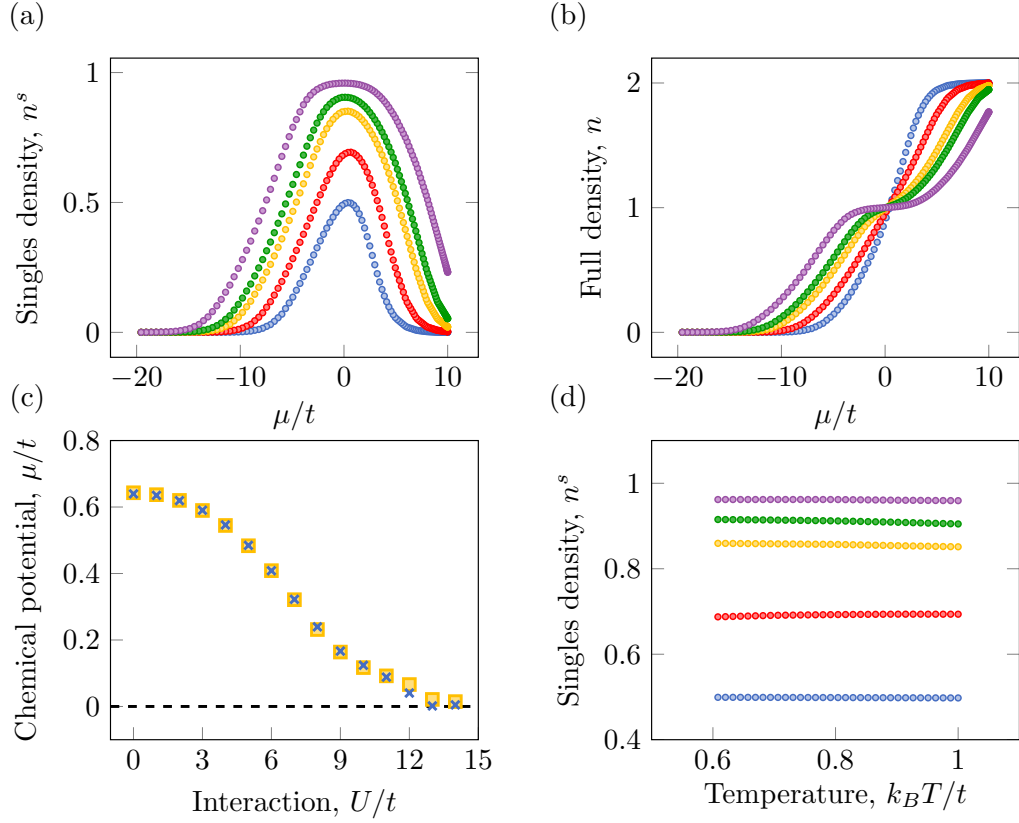 (a)
Singles density, n^s
1
0.5
0
−20
−10
0
10
μ/t
(b)
Full density, n
2
1
0
−20
−10
0
10
μ/t
(c)
Chemical potential, μ/t
0.8
0.6
0.4
0.2
0
0
3
6
9
12
15
Interaction, U/t
(d)
Singles density, n^s
1
0.8
0.6
0.4
0.6
0.8
1
Temperature, k_BT/t